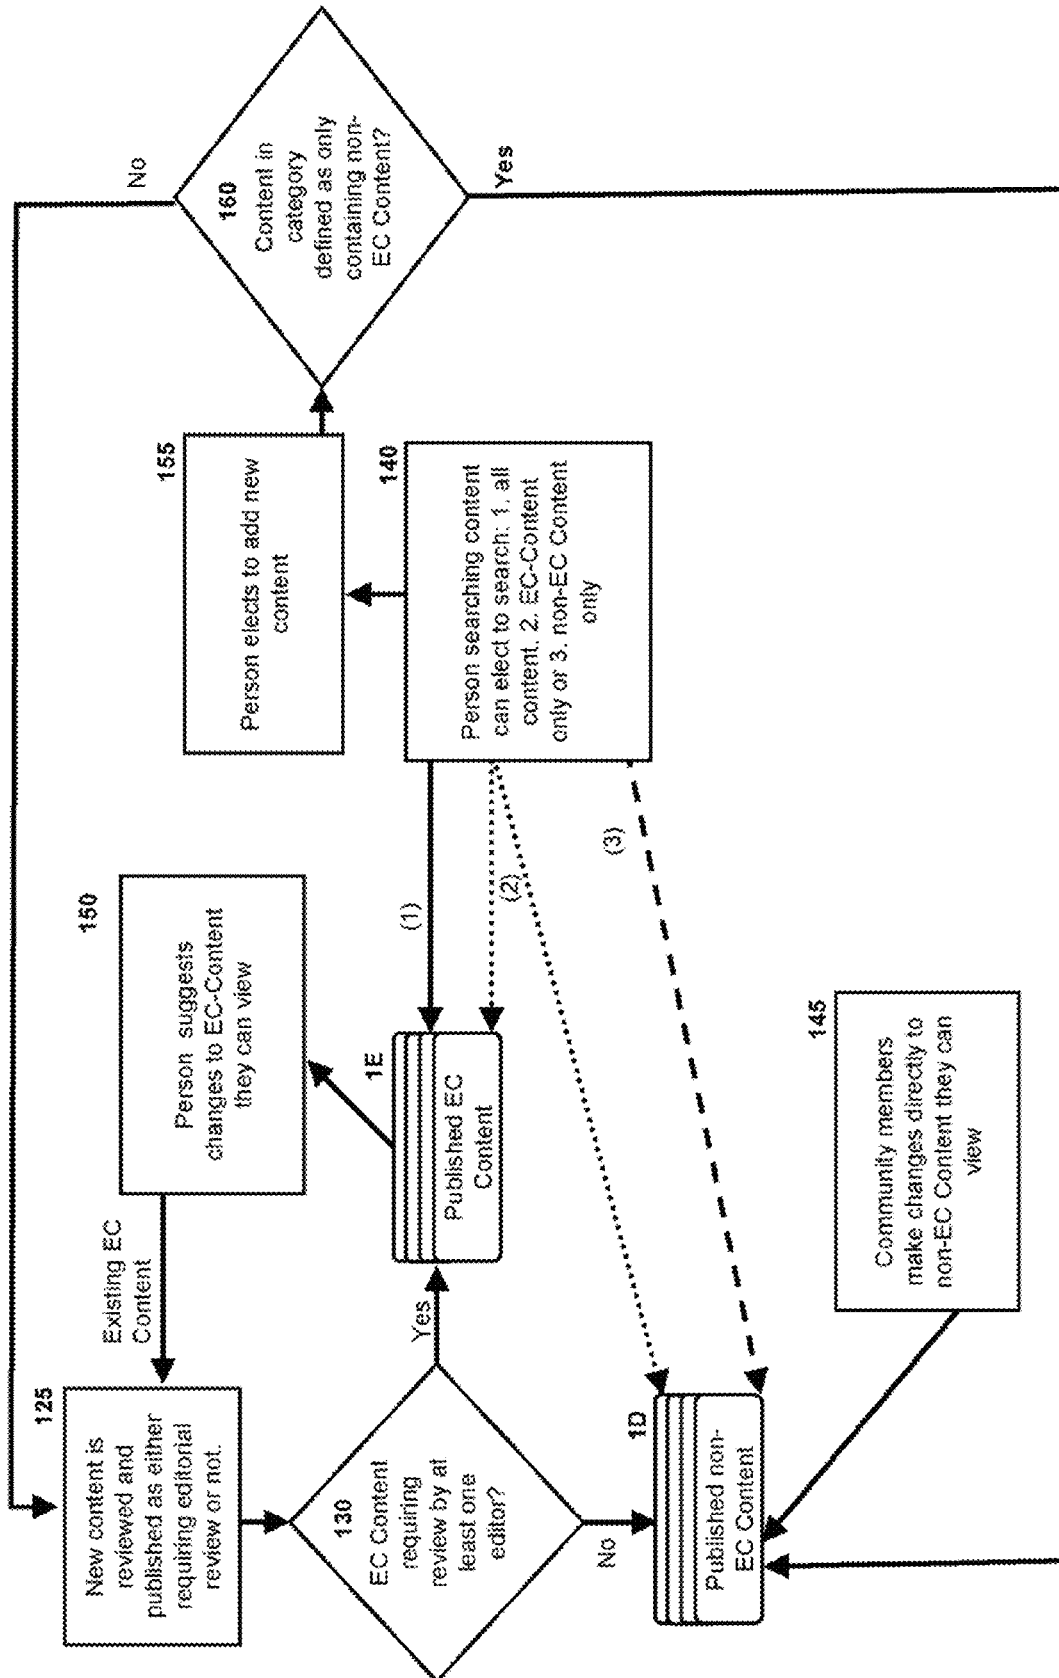 125
New content is
reviewed and
published as either
requiring editorial
review or not.
Existing EC
Content
150
Person suggests
changes to EC-Content
they can view
155
Person elects to add new
content
No
160
Content in
category
defined as only
containing non-
EC Content?
Yes
130
EC Content
requiring
review by at
least one
editor?
Yes
No
1E
Published EC
Content
(1)
(2)
(3)
140
Person searching content
can elect to search: 1. all
content. 2. EC-Content
only or 3. non-EC Content
only
1D
Published non-
EC Content
145
Community members
make changes directly to
non-EC Content they can
view